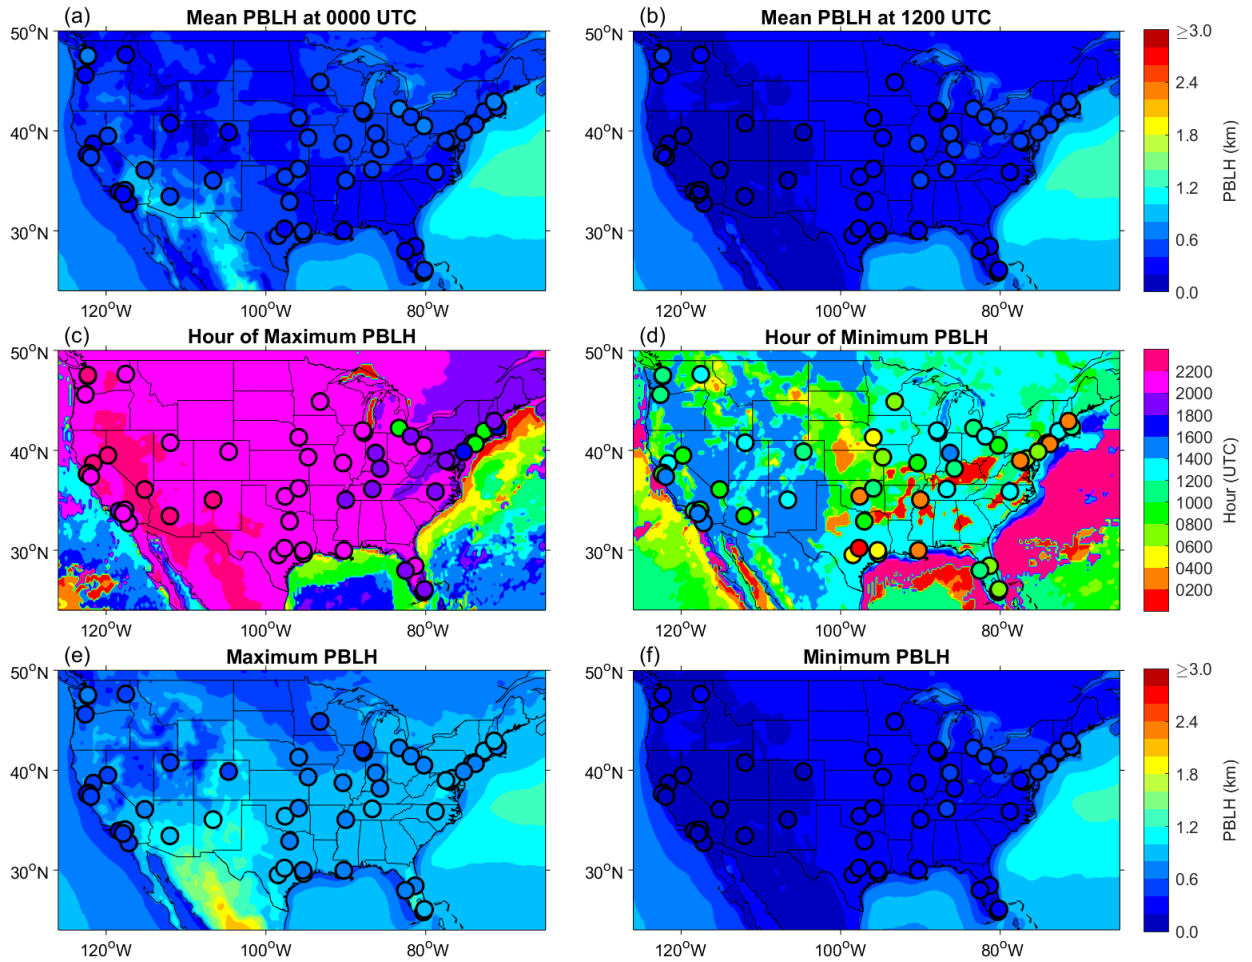 (a) Mean PBLH at 0000 UTC
(b) Mean PBLH at 1200 UTC
50°N
40°N
30°N
120°W 100°W 80°W
50°N
40°N
30°N
120°W 100°W 80°W
≥3.0
2.4
1.8
1.2
0.6
0.0
PBLH (km)
(c) Hour of Maximum PBLH
(d) Hour of Minimum PBLH
50°N
40°N
30°N
120°W 100°W 80°W
50°N
40°N
30°N
120°W 100°W 80°W
2200
2000
1800
1600
1400
1200
1000
0800
0600
0400
0200
Hour (UTC)
(e) Maximum PBLH
(f) Minimum PBLH
50°N
40°N
30°N
120°W 100°W 80°W
50°N
40°N
30°N
120°W 100°W 80°W
≥3.0
2.4
1.8
1.2
0.6
0.0
PBLH (km)